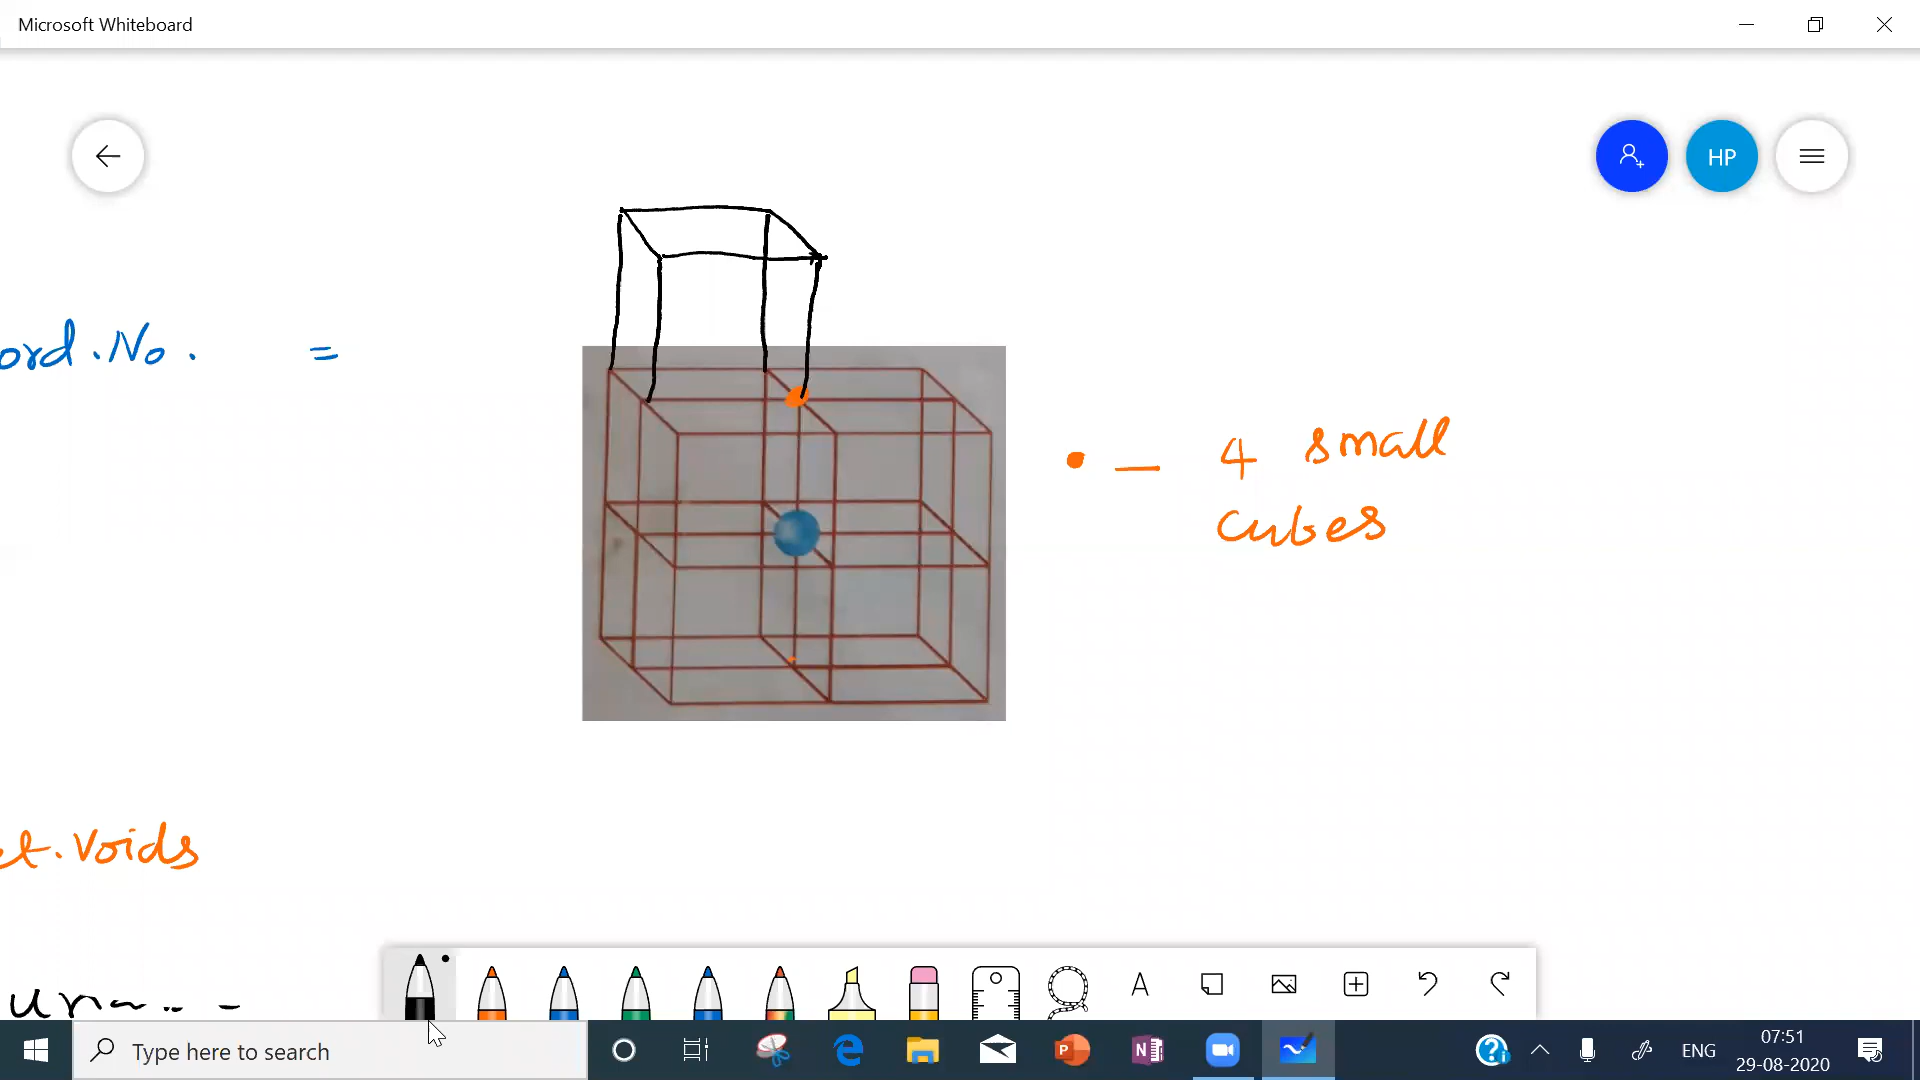 Microsoft Whiteboard
HP
ord. No. =
• — 4 small
cubes
et. Voids
A
Type here to search
P
N
ENG
07:51
29-08-2020